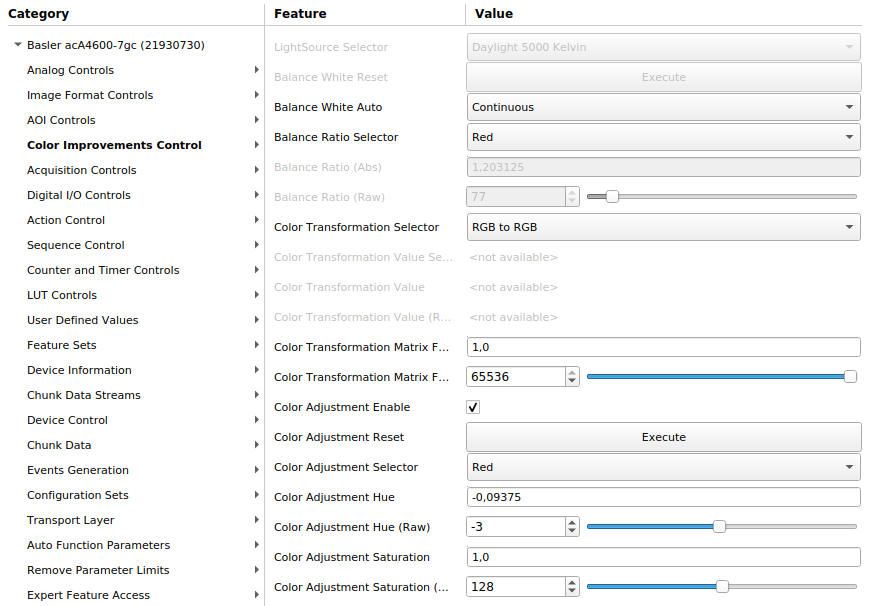 Category Feature Value
Basler acA4600-7gc (21930730)
LightSource Selector Daylight 5000 Kelvin
Analog Controls
Balance White Reset Execute
Image Format Controls
Balance White Auto Continuous
AOI Controls
Balance Ratio Selector Red
Color Improvements Control
Balance Ratio (Abs) 1,203125
Acquisition Controls
Balance Ratio (Raw) 77
Digital I/O Controls
Action Control
Color Transformation Selector RGB to RGB
Sequence Control
Color Transformation Value Se... <not available>
Counter and Timer Controls
Color Transformation Value <not available>
LUT Controls
Color Transformation Value (R... <not available>
User Defined Values
Feature Sets
Color Transformation Matrix F... 1,0
Device Information
Color Transformation Matrix F... 65536
Chunk Data Streams
Color Adjustment Enable
Device Control
Color Adjustment Reset Execute
Chunk Data
Color Adjustment Selector Red
Events Generation
Configuration Sets
Color Adjustment Hue -0,09375
Transport Layer
Color Adjustment Hue (Raw) -3
Auto Function Parameters
Color Adjustment Saturation 1,0
Remove Parameter Limits
Color Adjustment Saturation (... 128
Expert Feature Access